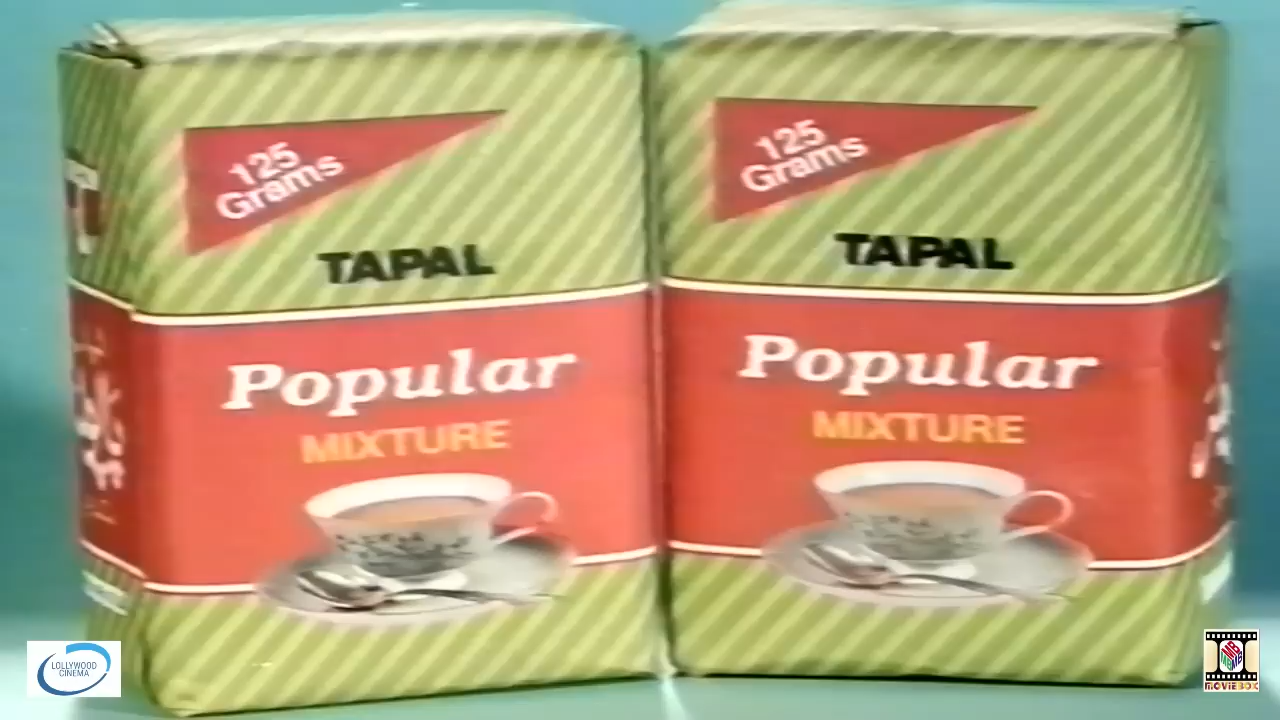 125
Grams
TAPAL
Popular
MIXTURE
125
Grams
TAPAL
Popular
MIXTURE
LOLLYWOOD
CINEMA
MOVIEBOX